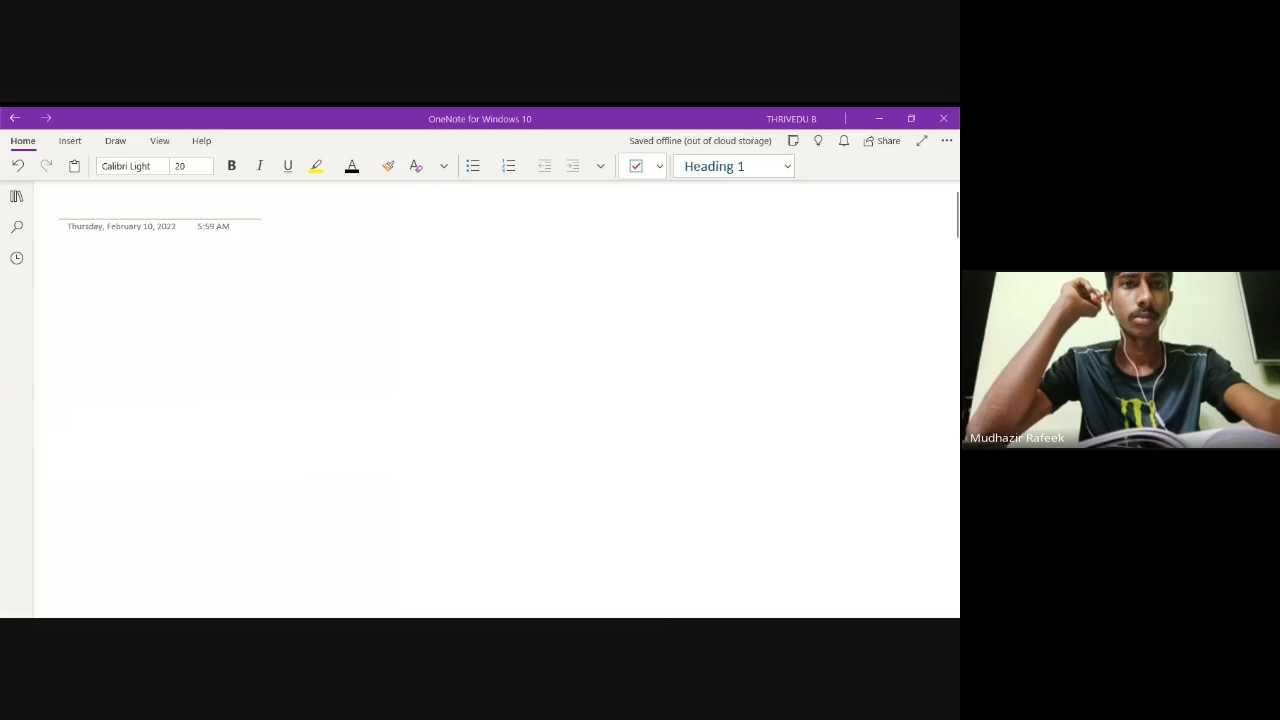 OneNote for Windows 10
THRIVEDU B
Home Insert Draw View Help
Saved offline (out of cloud storage)
Share
Calibri Light 20
B I U A
Heading 1
Thursday, February 10, 2022 5:59 AM
Mudhazir Rafeek